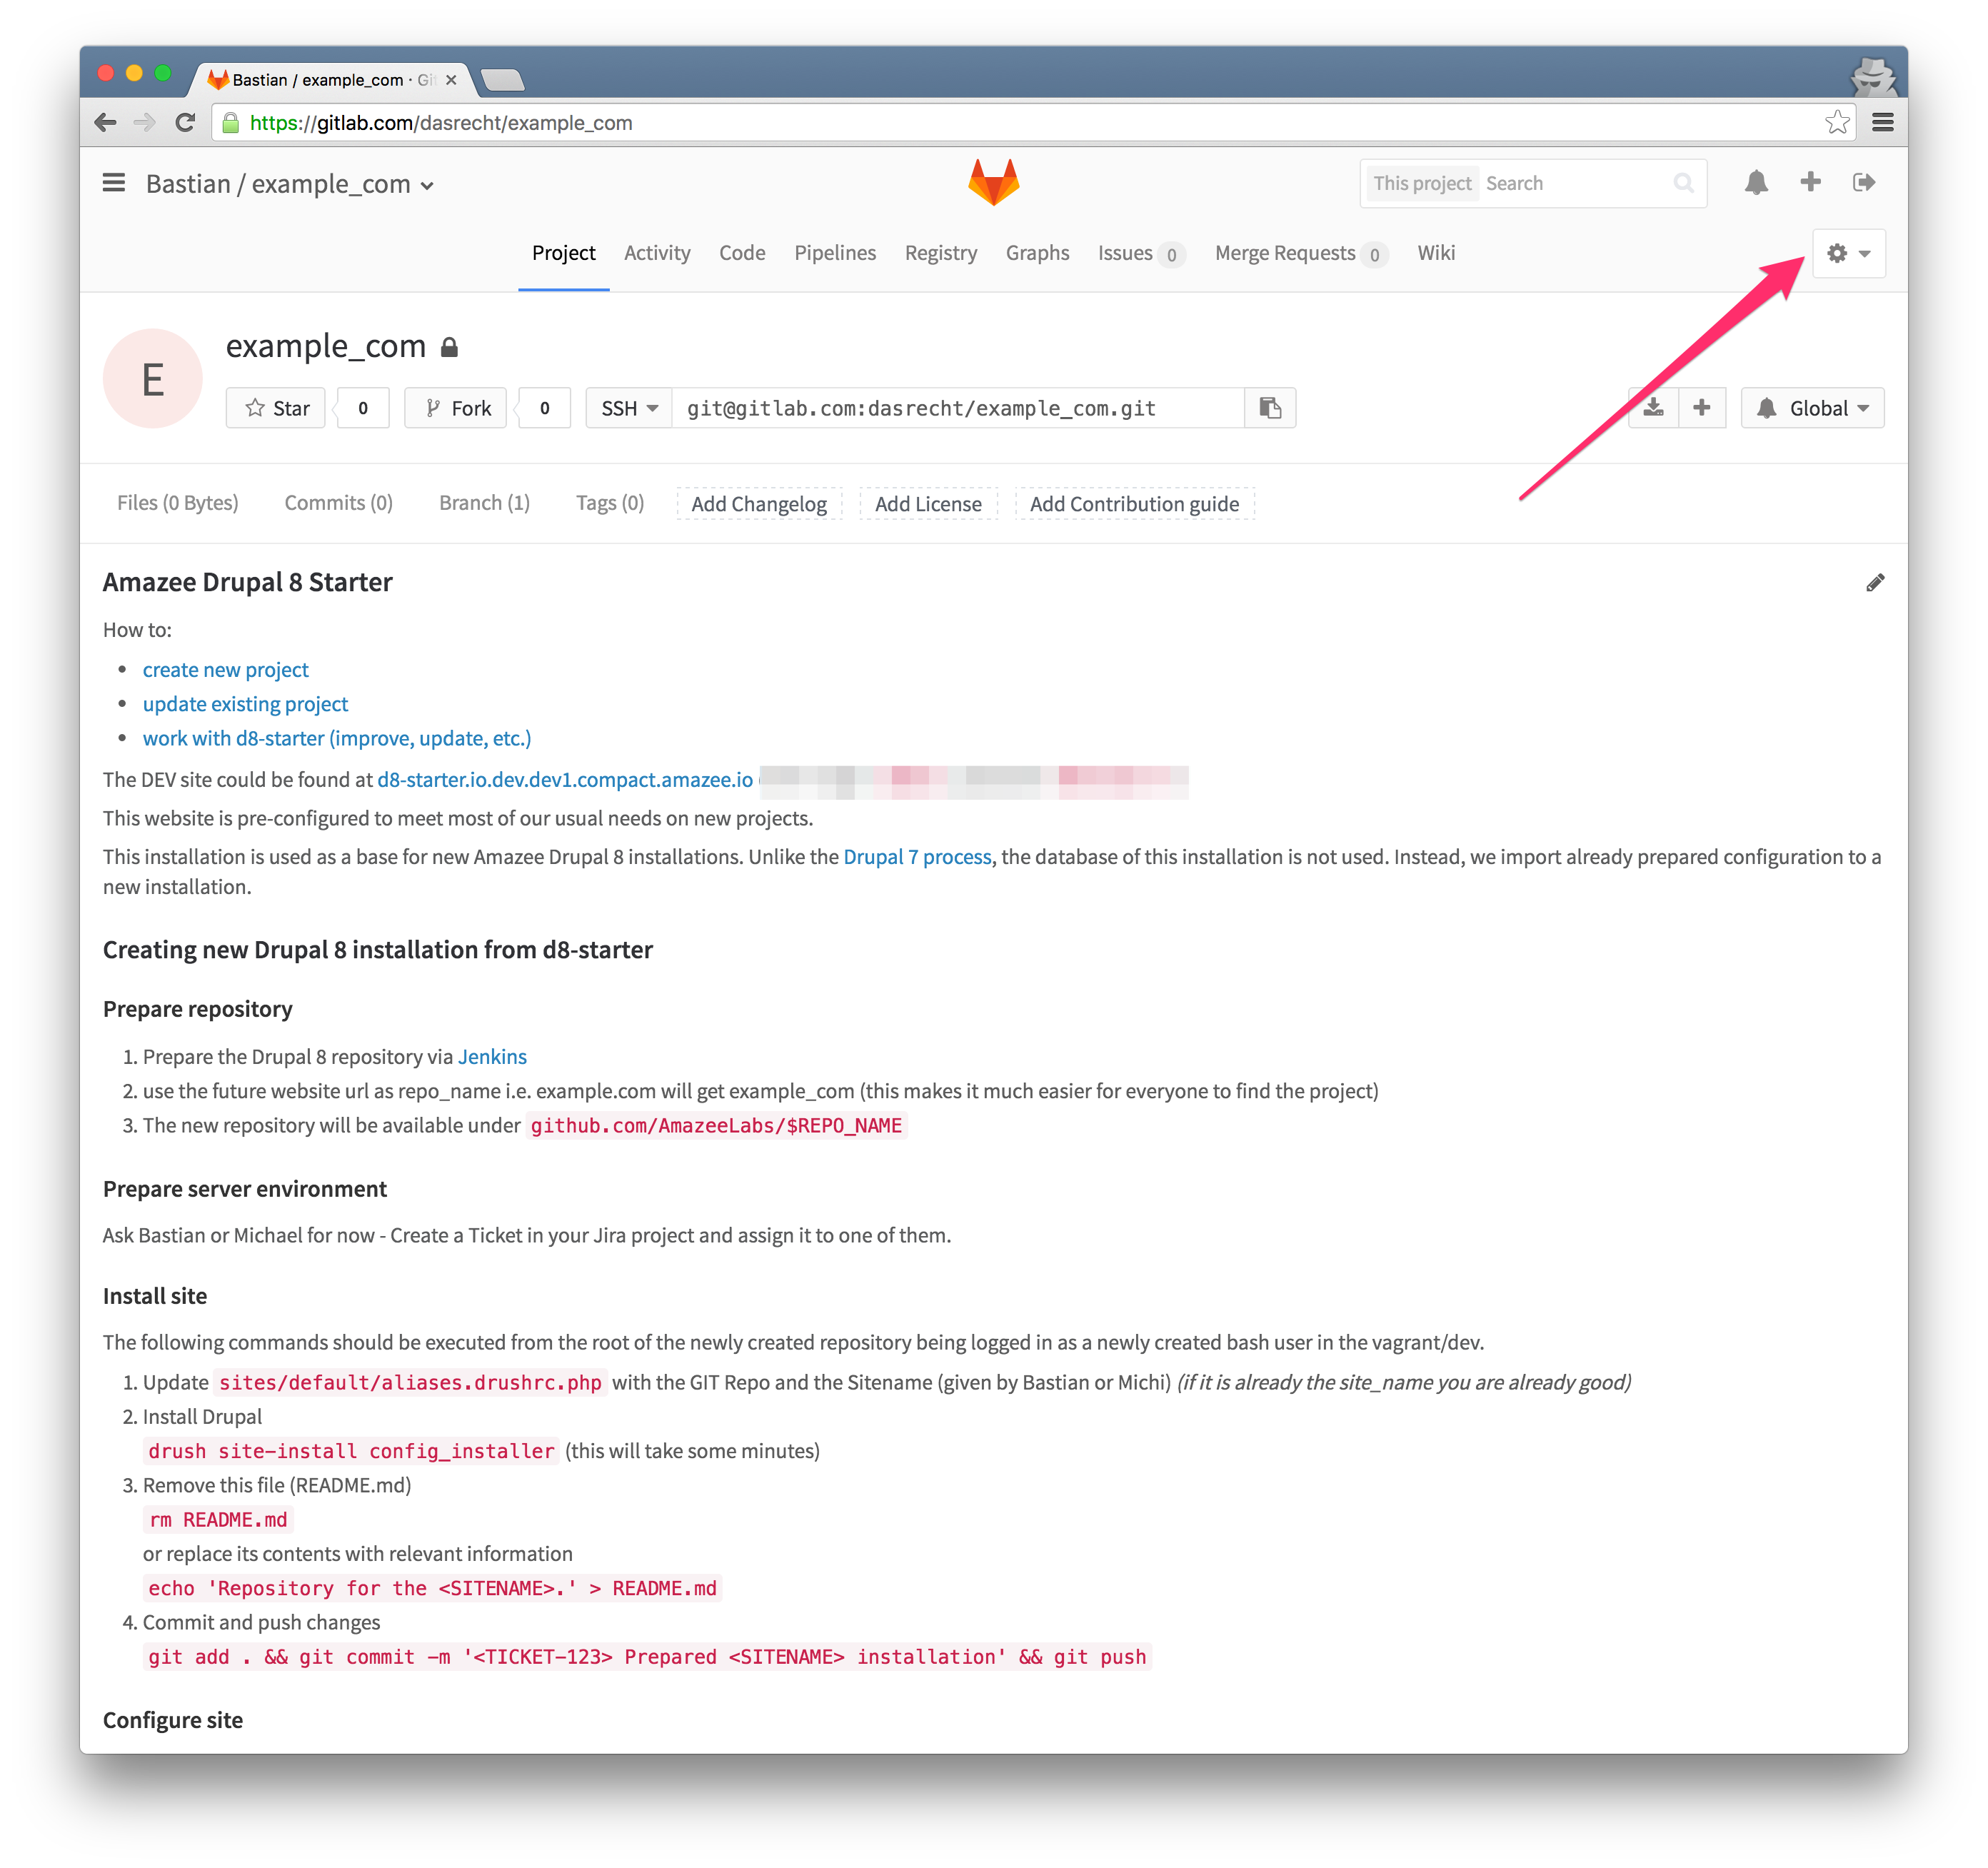 Bastian / example_com · Git
https://gitlab.com/dasrecht/example_com
Bastian / example_com
This project Search
Project Activity Code Pipelines Registry Graphs Issues 0 Merge Requests 0 Wiki
E
example_com
Star 0 Fork 0 SSH git@gitlab.com:dasrecht/example_com.git Global
Files (0 Bytes) Commits (0) Branch (1) Tags (0) Add Changelog Add License Add Contribution guide
Amazee Drupal 8 Starter
How to:
• create new project
• update existing project
• work with d8-starter (improve, update, etc.)
The DEV site could be found at d8-starter.io.dev.dev1.compact.amazee.io
This website is pre-configured to meet most of our usual needs on new projects.
This installation is used as a base for new Amazee Drupal 8 installations. Unlike the Drupal 7 process, the database of this installation is not used. Instead, we import already prepared configuration to a
new installation.
Creating new Drupal 8 installation from d8-starter
Prepare repository
1. Prepare the Drupal 8 repository via Jenkins
2. use the future website url as repo_name i.e. example.com will get example_com (this makes it much easier for everyone to find the project)
3. The new repository will be available under github.com/AmazeeLabs/$REPO_NAME
Prepare server environment
Ask Bastian or Michael for now - Create a Ticket in your Jira project and assign it to one of them.
Install site
The following commands should be executed from the root of the newly created repository being logged in as a newly created bash user in the vagrant/dev.
1. Update sites/default/aliases.drushrc.php with the GIT Repo and the Sitename (given by Bastian or Michi) (if it is already the site_name you are already good)
2. Install Drupal
drush site-install config_installer (this will take some minutes)
3. Remove this file (README.md)
rm README.md
or replace its contents with relevant information
echo 'Repository for the <SITENAME>.' > README.md
4. Commit and push changes
git add . && git commit -m '<TICKET-123> Prepared <SITENAME> installation' && git push
Configure site